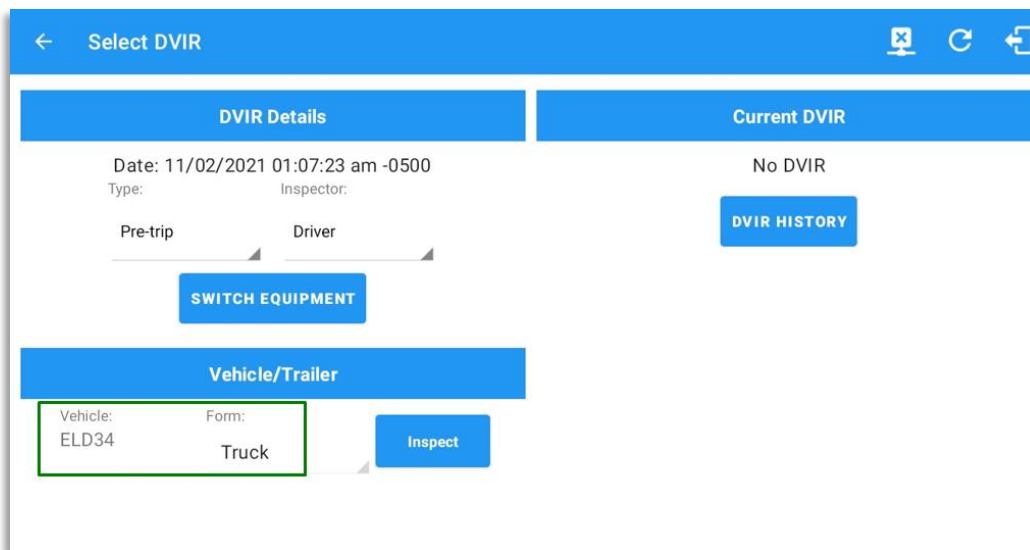 Select DVIR
DVIR Details
Date: 11/02/2021 01:07:23 am -0500
Type: Inspector:
Pre-trip Driver
SWITCH EQUIPMENT
Vehicle/Trailer
Vehicle: Form:
ELD34 Truck
Inspect
Current DVIR
No DVIR
DVIR HISTORY